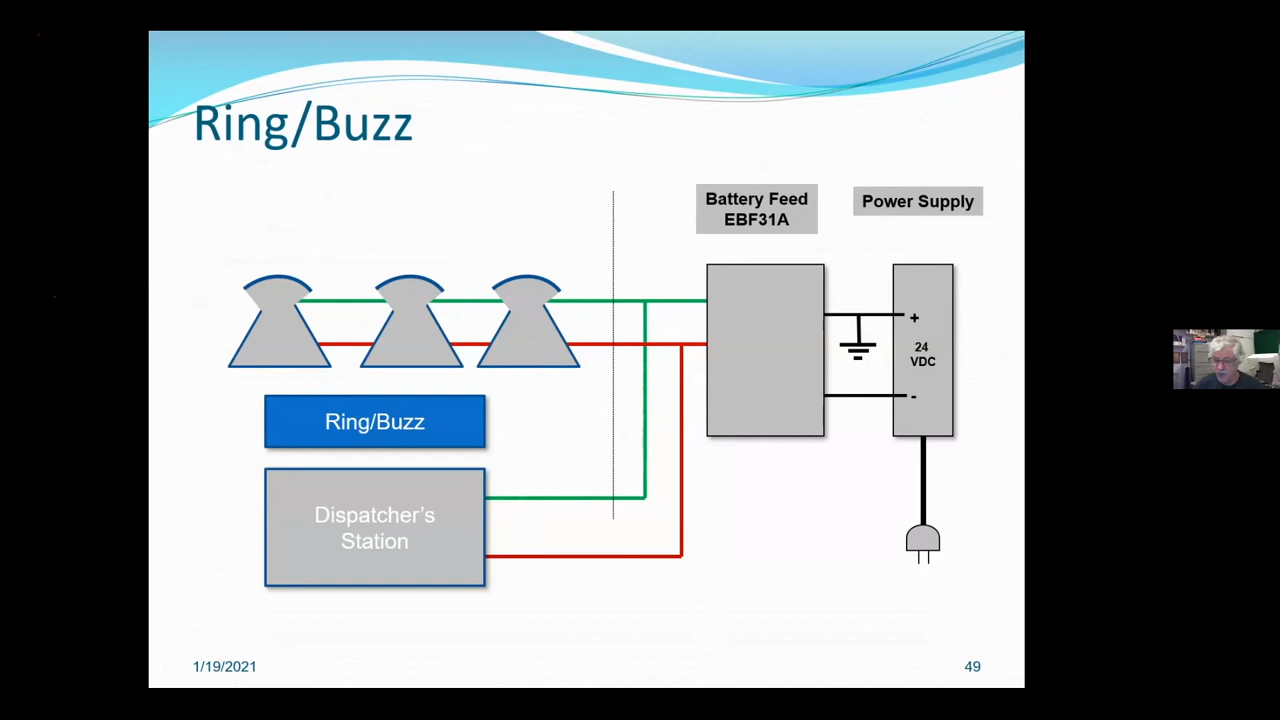 Ring/Buzz
Battery Feed
EBF31A
Power Supply
+
24
VDC
-
Ring/Buzz
Dispatcher's
Station
1/19/2021
49